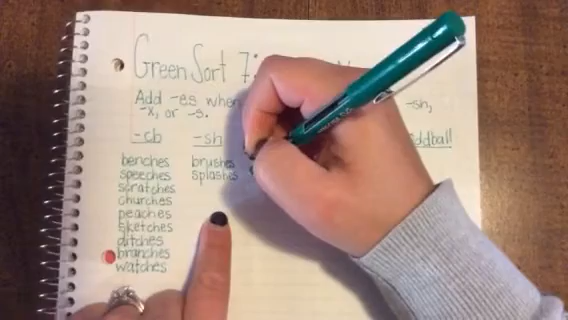 Green Sort 7:
Add -es when -sh,
-x, or -s.
-ch -sh oddball
benches brushes
speeches splashes
scratches
churches
peaches
sketches
ditches
branches
watches